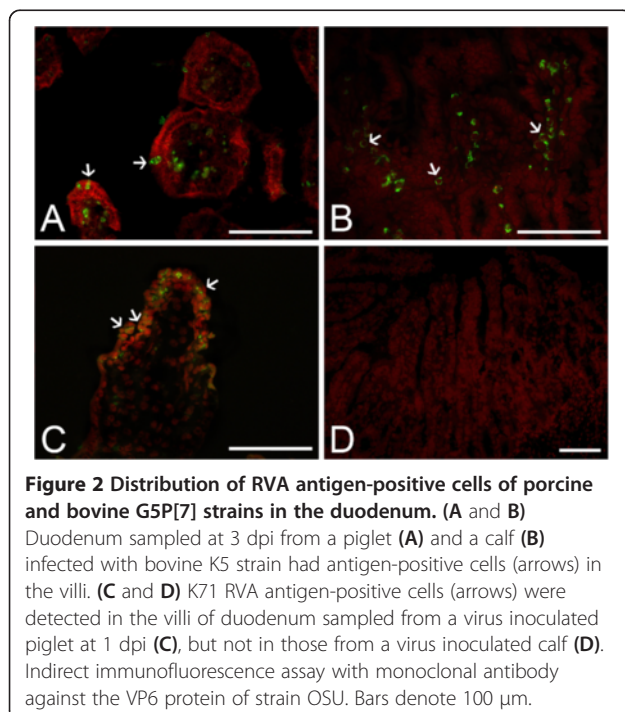 A
B
C
D
Figure 2 Distribution of RVA antigen-positive cells of porcine
and bovine G5P[7] strains in the duodenum. (A and B)
Duodenum sampled at 3 dpi from a piglet (A) and a calf (B)
infected with bovine K5 strain had antigen-positive cells (arrows) in
the villi. (C and D) K71 RVA antigen-positive cells (arrows) were
detected in the villi of duodenum sampled from a virus inoculated
piglet at 1 dpi (C), but not in those from a virus inoculated calf (D).
Indirect immunofluorescence assay with monoclonal antibody
against the VP6 protein of strain OSU. Bars denote 100 μm.